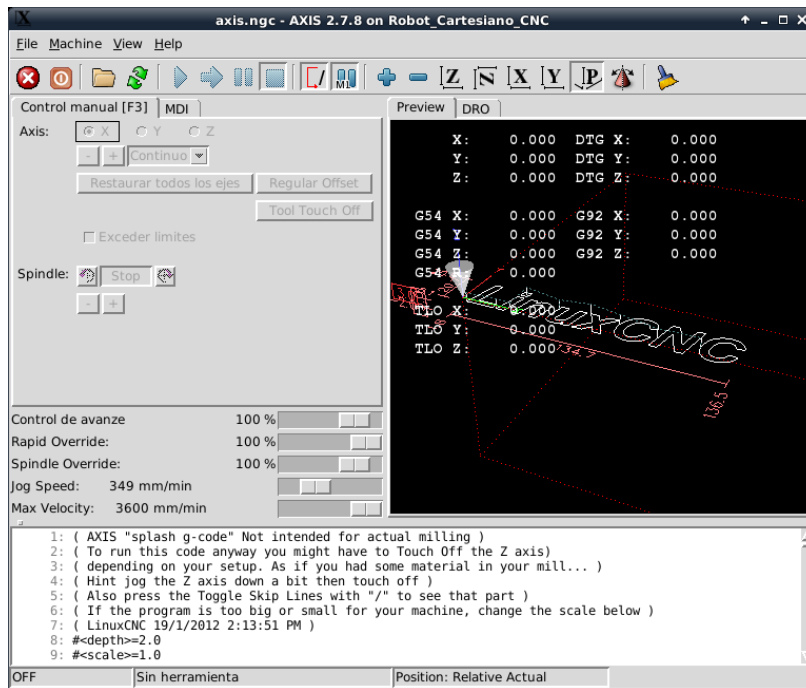 axis.ngc - AXIS 2.7.8 on Robot_Cartesiano_CNC
File Machine View Help
Control manual [F3] MDI
Axis: X Y Z
- + Continuo
Restaurar todos los ejes Regular Offset
Tool Touch Off
Exceder limites
Spindle: Stop
- +
Control de avanze 100 %
Rapid Override: 100 %
Spindle Override: 100 %
Jog Speed: 349 mm/min
Max Velocity: 3600 mm/min
Preview DRO
X: 0.000 DTG X: 0.000
Y: 0.000 DTG Y: 0.000
Z: 0.000 DTG Z: 0.000
G54 X: 0.000 G92 X: 0.000
G54 Y: 0.000 G92 Y: 0.000
G54 Z: 0.000 G92 Z: 0.000
G54 R: 0.000
TLO X: 0.000
TLO Y: 0.000
TLO Z: 0.000
LinuxCNC
134.7
136.5
1: ( AXIS "splash g-code" Not intended for actual milling )
2: ( To run this code anyway you might have to Touch Off the Z axis)
3: ( depending on your setup. As if you had some material in your mill... )
4: ( Hint jog the Z axis down a bit then touch off )
5: ( Also press the Toggle Skip Lines with "/" to see that part )
6: ( If the program is too big or small for your machine, change the scale below )
7: ( LinuxCNC 19/1/2012 2:13:51 PM )
8: #<depth>=2.0
9: #<scale>=1.0
OFF Sin herramienta Position: Relative Actual